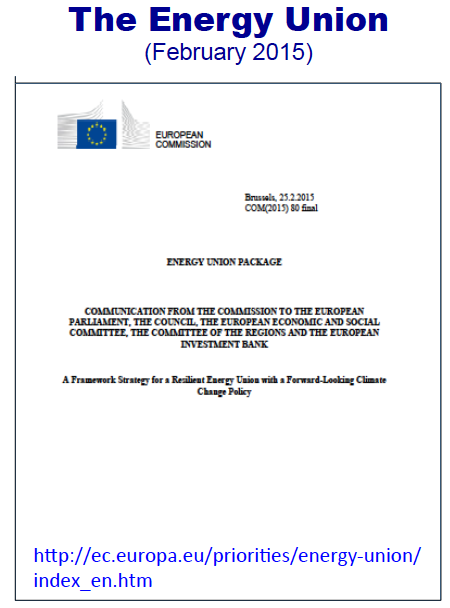 The Energy Union
(February 2015)
EUROPEAN
COMMISSION
Brussels, 25.2.2015
COM(2015) 80 final
ENERGY UNION PACKAGE
COMMUNICATION FROM THE COMMISSION TO THE EUROPEAN
PARLIAMENT, THE COUNCIL, THE EUROPEAN ECONOMIC AND SOCIAL
COMMITTEE, THE COMMITTEE OF THE REGIONS AND THE EUROPEAN
INVESTMENT BANK
A Framework Strategy for a Resilient Energy Union with a Forward-Looking Climate
Change Policy
http://ec.europa.eu/priorities/energy-union/
index_en.htm